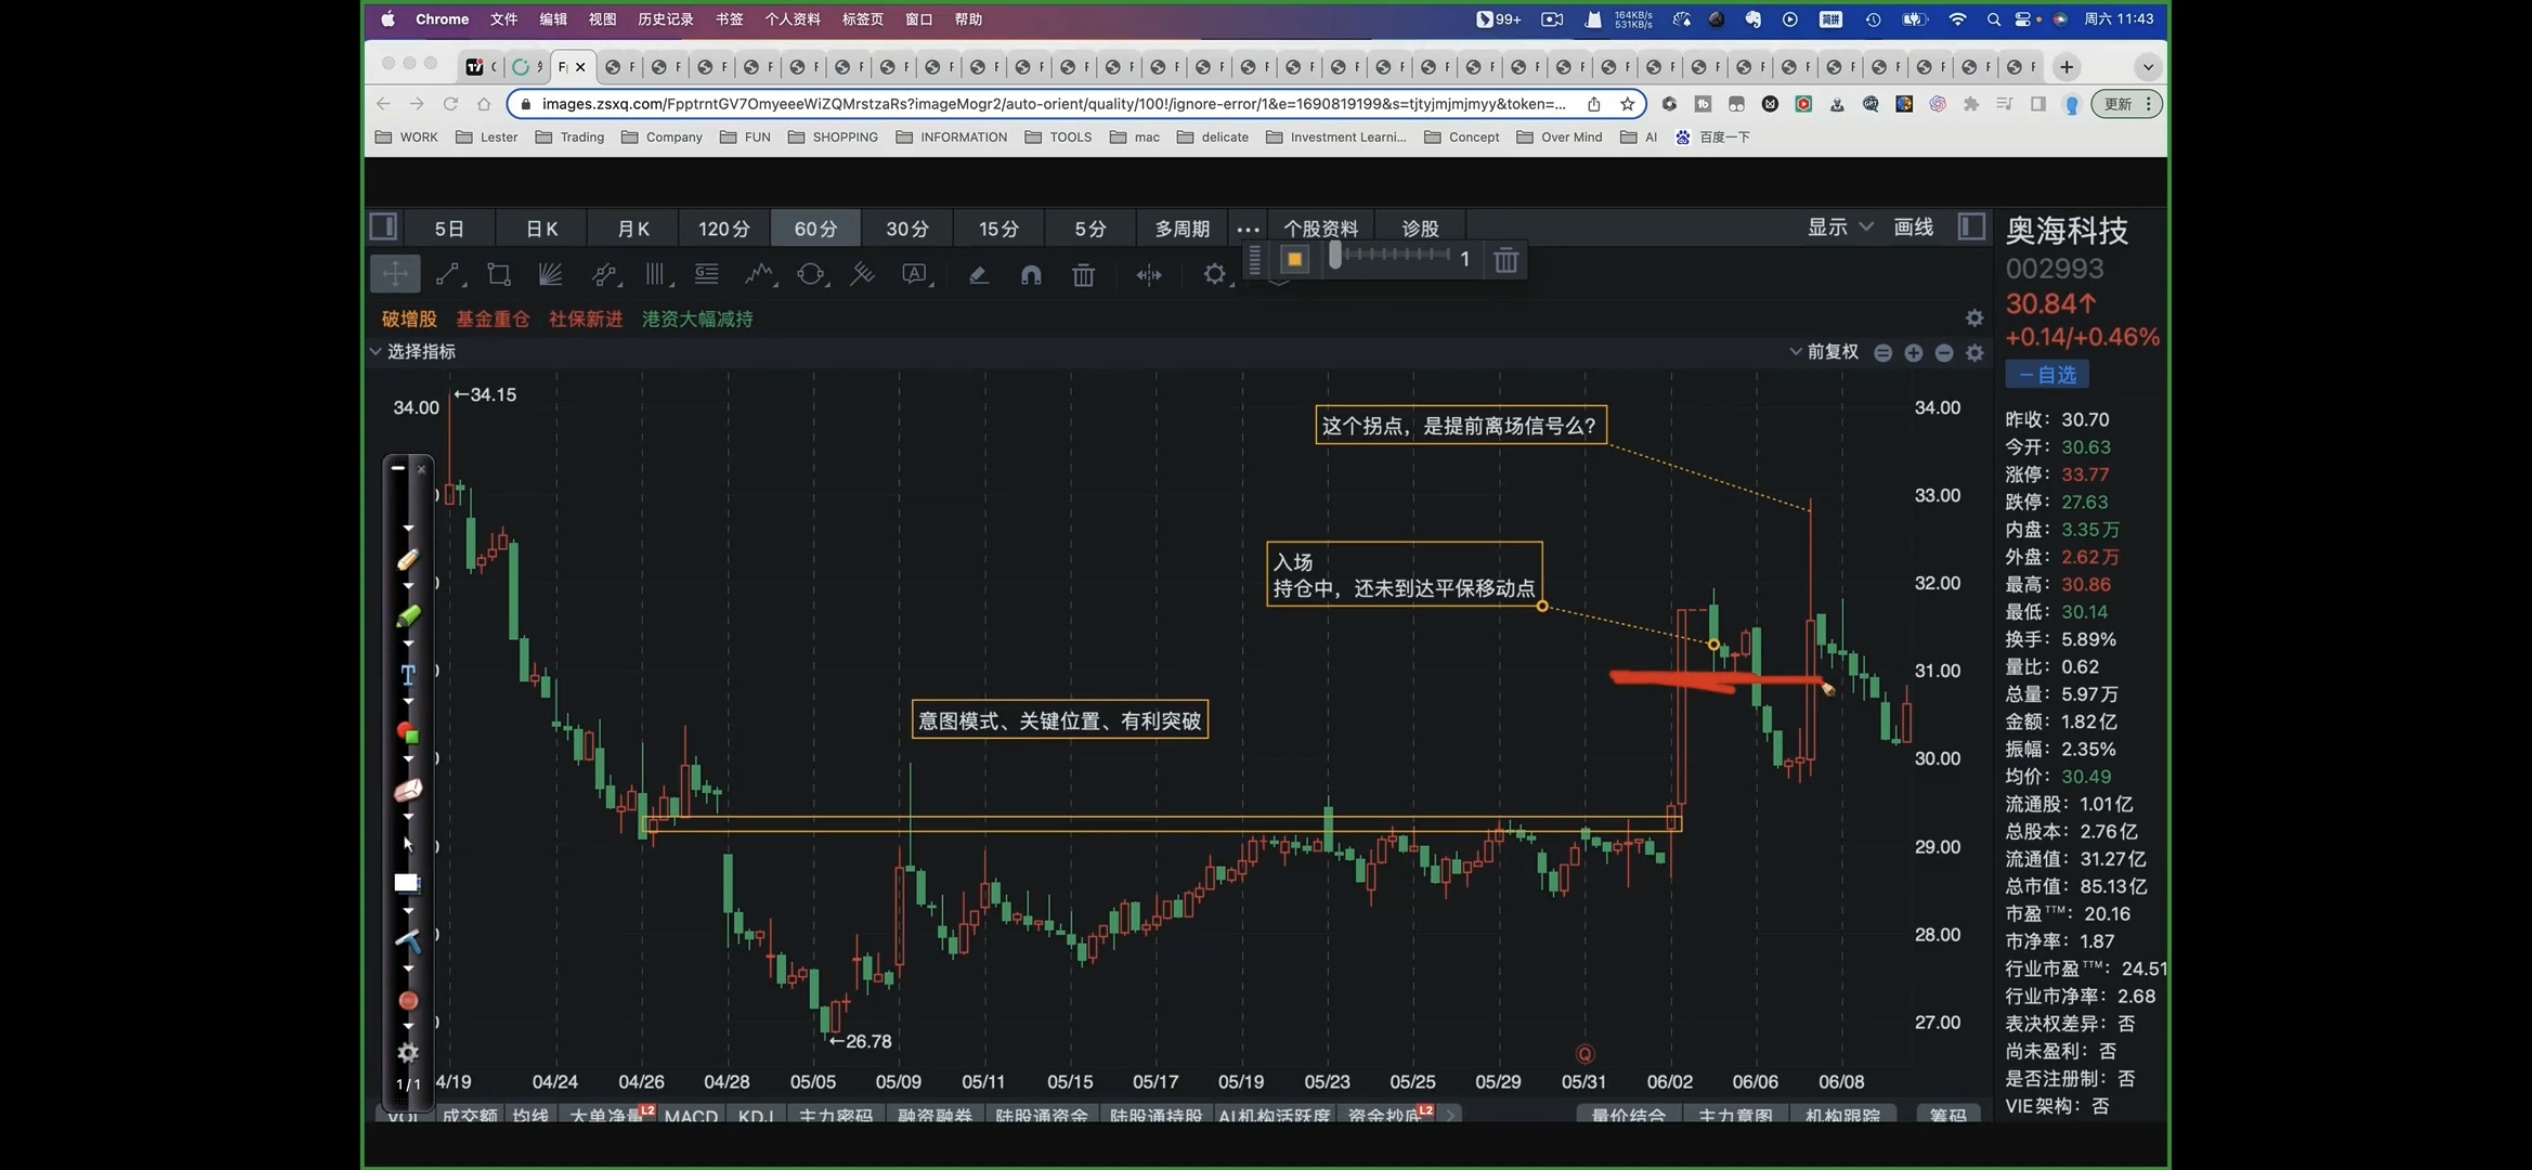 Chrome 文件 编辑 视图 历史记录 书签 个人资料 标签页 窗口 帮助 99+ 164KB/s 531KB/s 简拼 周六 11:43
images.zsxq.com/FpptrntGV7OmyeeeWiZQMrstzaRs?imageMogr2/auto-orient/quality/100!/ignore-error/1&e=1690819199&s=tjtyjmjmjmyy&token=... 更新
WORK Lester Trading Company FUN SHOPPING INFORMATION TOOLS mac delicate Investment Learni... Concept Over Mind AI 百度一下
5日 日K 月K 120分 60分 30分 15分 5分 多周期 ... 个股资料 诊股 显示 画线
1
破增股 基金重仓 社保新进 港资大幅减持
选择指标 前复权
34.00 ←34.15 34.00
这个拐点，是提前离场信号么？
33.00
入场
持仓中，还未到达平保移动点
32.00
31.00
意图模式、关键位置、有利突破
30.00
29.00
28.00
27.00
←26.78
Q
4/19 04/24 04/26 04/28 05/05 05/09 05/11 05/15 05/17 05/19 05/23 05/25 05/29 05/31 06/02 06/06 06/08
1/1
VOL 成交额 均线 大单净量 L2 MACD KDJ 主力密码 融资融券 陆股通资金 陆股通持股 AI机构活跃度 资金抄底 L2 量价结合 主力意图 机构跟踪 筹码
奥海科技
002993
30.84↑
+0.14/+0.46%
－自选
昨收：30.70
今开：30.63
涨停：33.77
跌停：27.63
内盘：3.35万
外盘：2.62万
最高：30.86
最低：30.14
换手：5.89%
量比：0.62
总量：5.97万
金额：1.82亿
振幅：2.35%
均价：30.49
流通股：1.01亿
总股本：2.76亿
流通值：31.27亿
总市值：85.13亿
市盈TTM：20.16
市净率：1.87
行业市盈TTM：24.51
行业市净率：2.68
表决权差异：否
尚未盈利：否
是否注册制：否
VIE架构：否